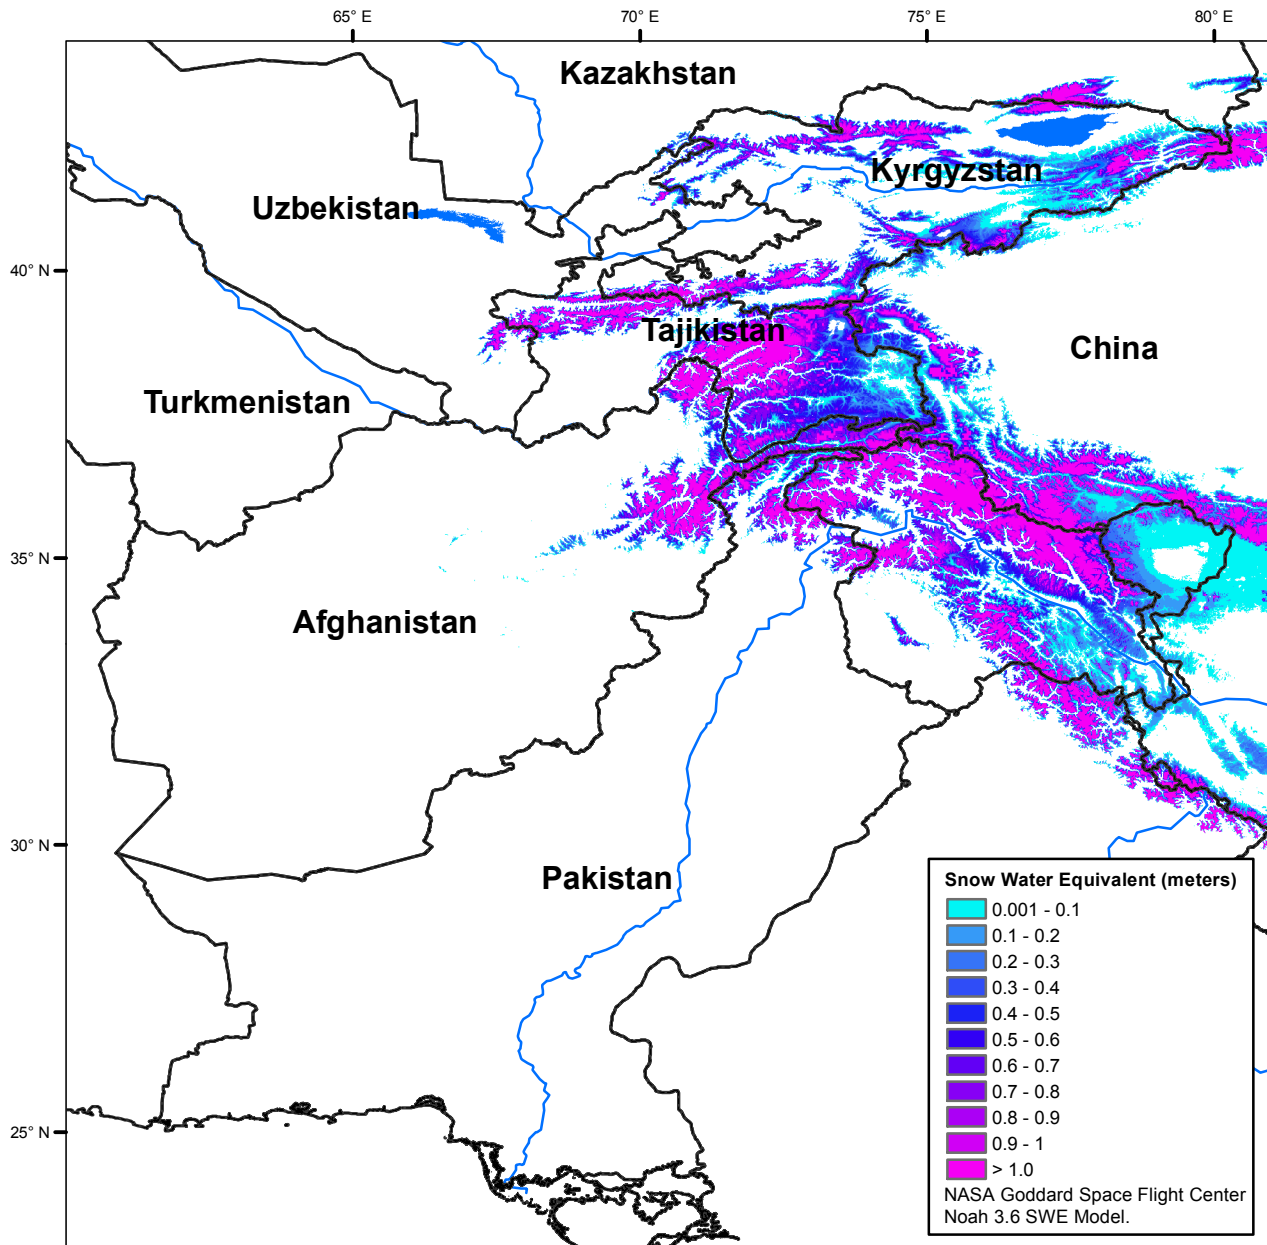 65° E
70° E
75° E
80° E
Kazakhstan
Kyrgyzstan
Uzbekistan
40° N
Tajikistan
China
Turkmenistan
35° N
Afghanistan
30° N
Pakistan
Snow Water Equivalent (meters)
0.001 - 0.1
0.1 - 0.2
0.2 - 0.3
0.3 - 0.4
0.4 - 0.5
0.5 - 0.6
0.6 - 0.7
0.7 - 0.8
0.8 - 0.9
0.9 - 1
> 1.0
NASA Goddard Space Flight Center
Noah 3.6 SWE Model.
25° N